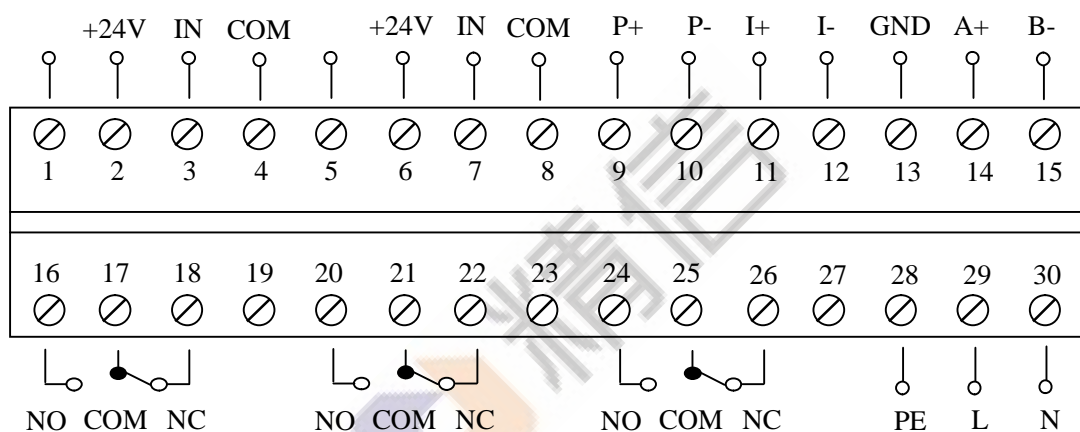 +24V IN COM +24V IN COM P+ P- I+ I- GND A+ B-
1 2 3 4 5 6 7 8 9 10 11 12 13 14 15
精信
16 17 18 19 20 21 22 23 24 25 26 27 28 29 30
NO COM NC NO COM NC NO COM NC PE L N